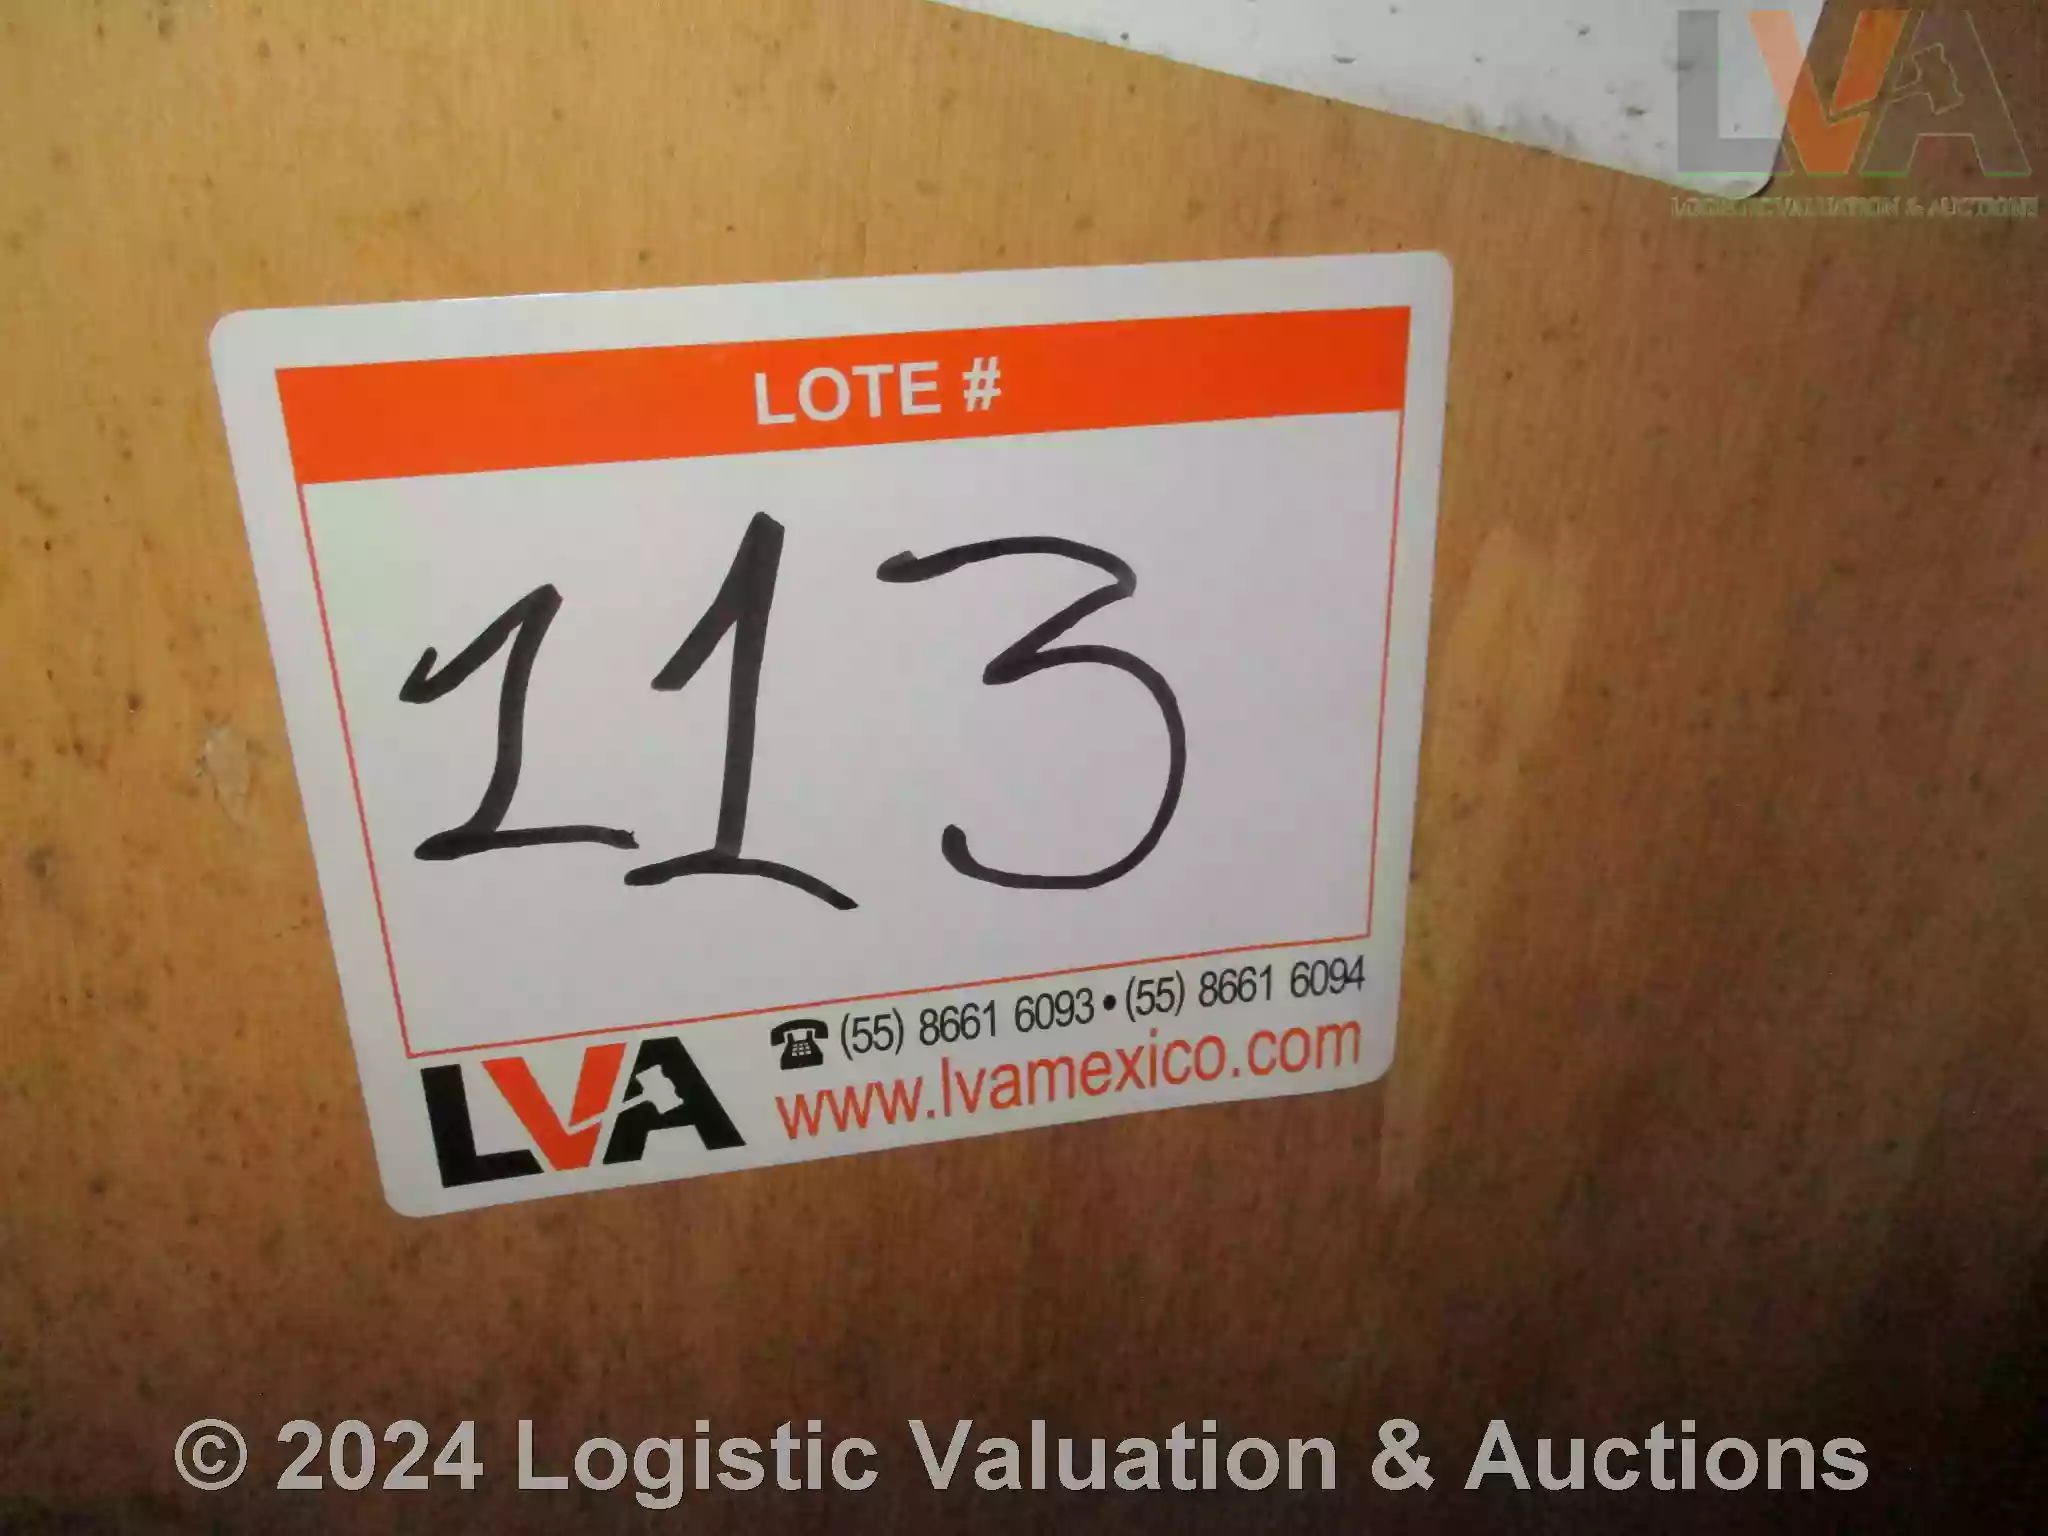 LVA
LOGISTIC VALUATION & AUCTIONS
LOTE #
113
(55) 8661 6093 • (55) 8661 6094
LVA www.lvamexico.com
© 2024 Logistic Valuation & Auctions